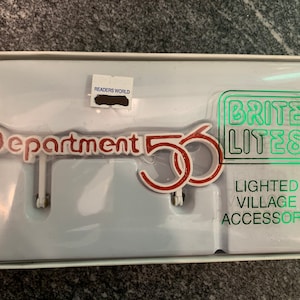 READERS WORLD
Department 56
BRITE
LITES
LIGHTED
VILLAGE
ACCESSOR